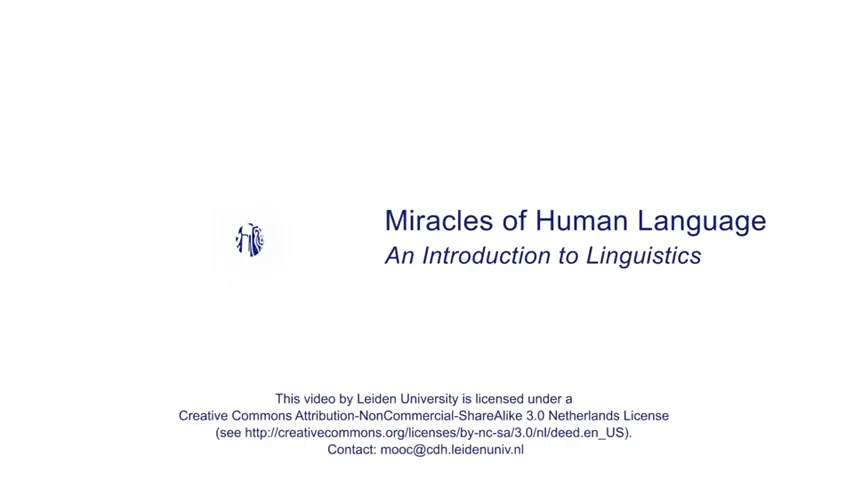 Miracles of Human Language
An Introduction to Linguistics
This video by Leiden University is licensed under a
Creative Commons Attribution-NonCommercial-ShareAlike 3.0 Netherlands License
(see http://creativecommons.org/licenses/by-nc-sa/3.0/nl/deed.en_US).
Contact: mooc@cdh.leidenuniv.nl